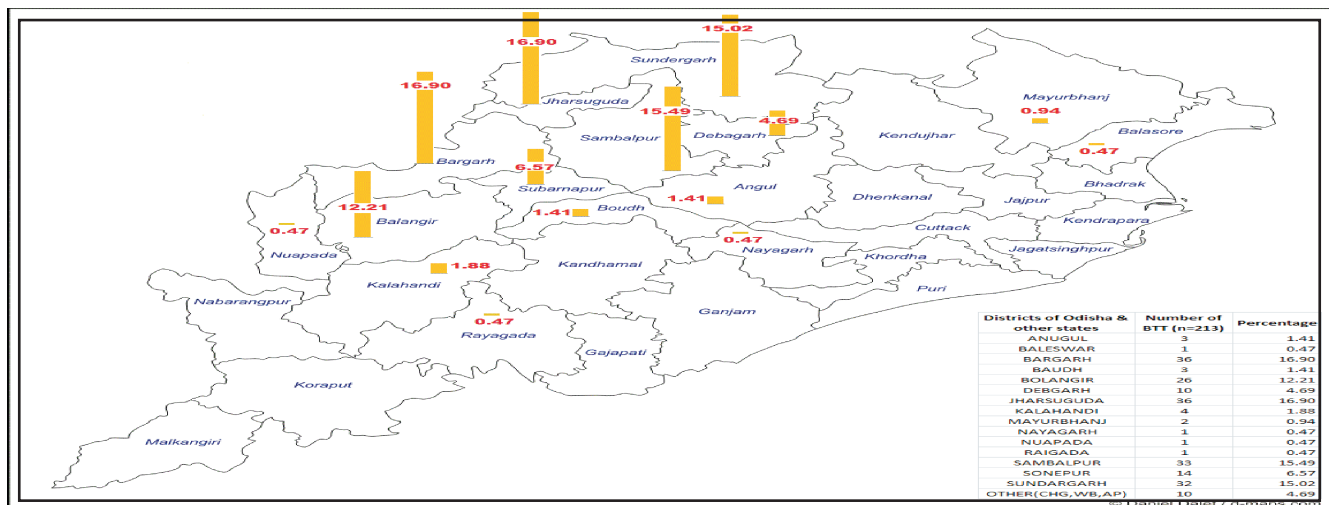 15.02
16.90
Sundergarh
16.90
Mayurbhanj
Jharsuguda
15.49
0.94
4.69
Sambalpur
Debagarh
Kendujhar
Balasore
0.47
Bargarh
6.57
Subarnapur
Angul
Bhadrak
1.41
Dhenkanal
Jajpur
12.21
1.41
Boudh
Balangir
Kendrapara
Cuttack
0.47
0.47
Nayagarh
Jagatsinghpur
Nuapada
Khordha
1.88
Kandhamal
Kalahandi
Puri
Nabarangpur
Ganjam
0.47
Rayagada
Gajapati
Koraput
Malkangiri
Districts of Odisha & other states Number of BTT (n=213) Percentage
ANUGUL 3 1.41
BALESWAR 1 0.47
BARGARH 36 16.90
BAUDH 3 1.41
BOLANGIR 26 12.21
DEBGARH 10 4.69
JHARSUGUDA 36 16.90
KALAHANDI 4 1.88
MAYURBHANJ 2 0.94
NAYAGARH 1 0.47
NUAPADA 1 0.47
RAIGADA 1 0.47
SAMBALPUR 33 15.49
SONEPUR 14 6.57
SUNDARGARH 32 15.02
OTHER(CHG,WB,AP) 10 4.69
© Daniel Dalet / d-maps.com